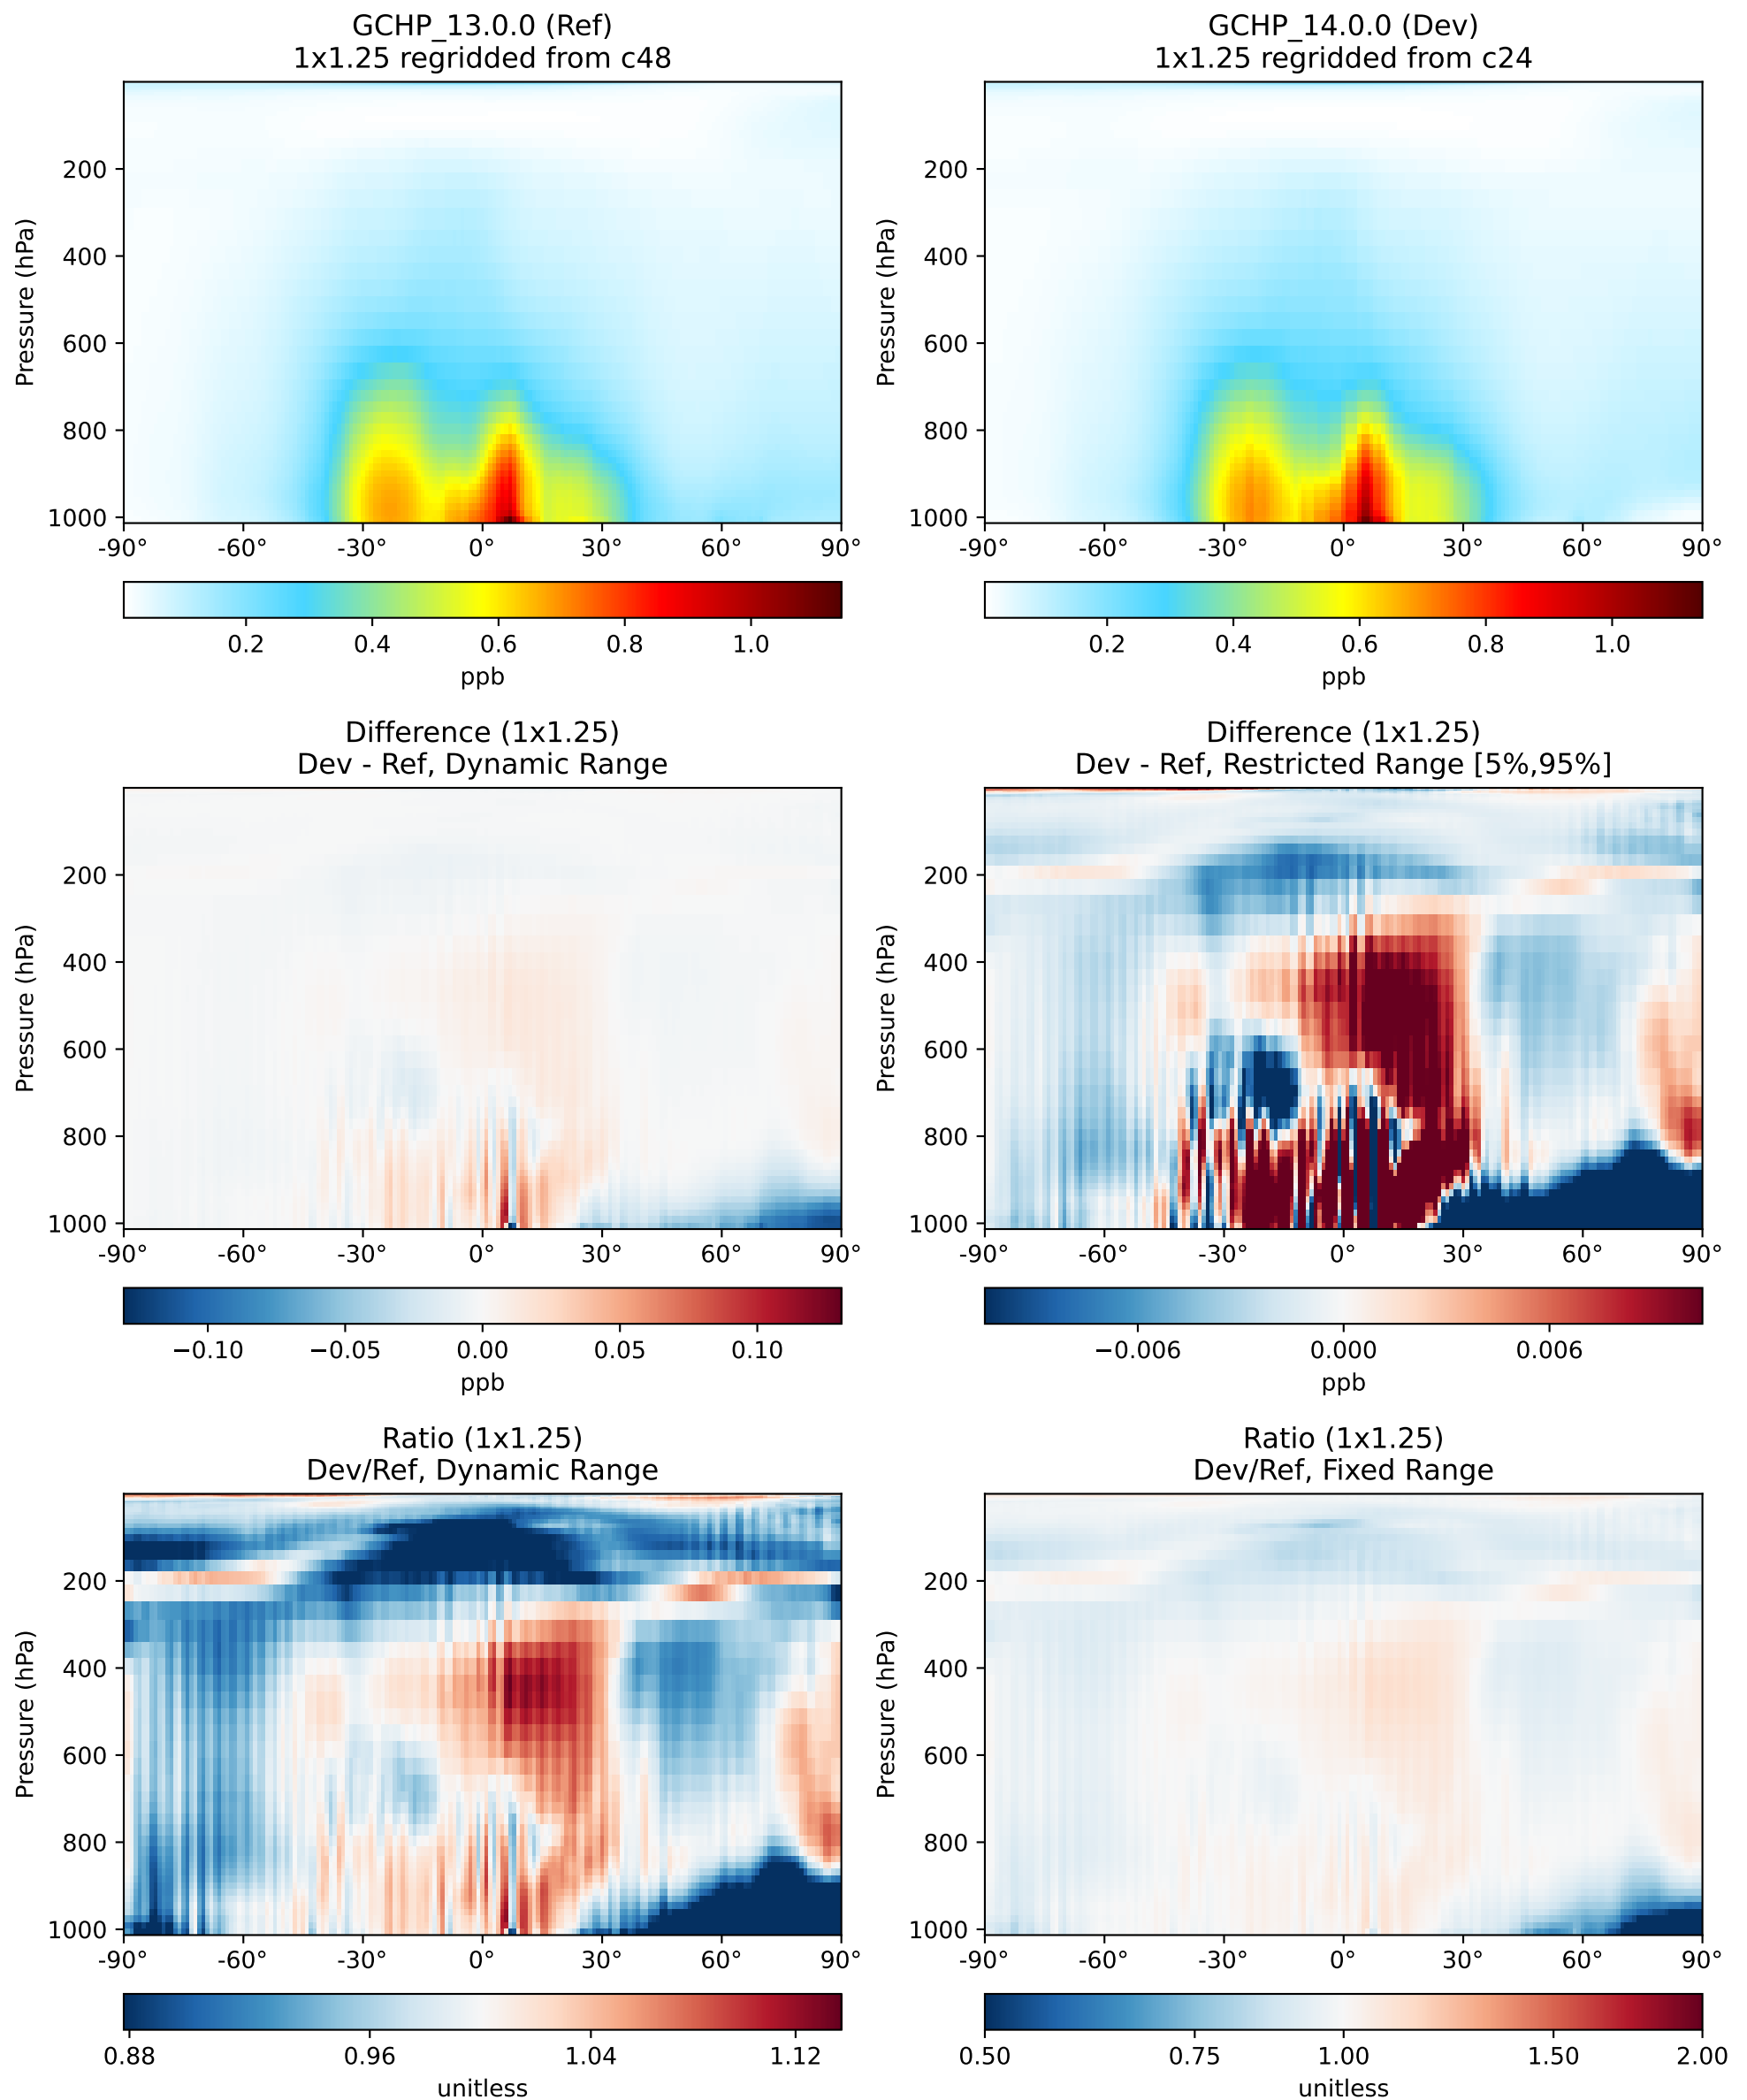 GCHP_13.0.0 (Ref)
1x1.25 regridded from c48
Pressure (hPa)
200
400
600
800
1000
-90° -60° -30° 0° 30° 60° 90°
0.2 0.4 0.6 0.8 1.0
ppb
GCHP_14.0.0 (Dev)
1x1.25 regridded from c24
Pressure (hPa)
200
400
600
800
1000
-90° -60° -30° 0° 30° 60° 90°
0.2 0.4 0.6 0.8 1.0
ppb
Difference (1x1.25)
Dev - Ref, Dynamic Range
Pressure (hPa)
200
400
600
800
1000
-90° -60° -30° 0° 30° 60° 90°
−0.10 −0.05 0.00 0.05 0.10
ppb
Difference (1x1.25)
Dev - Ref, Restricted Range [5%,95%]
Pressure (hPa)
200
400
600
800
1000
-90° -60° -30° 0° 30° 60° 90°
−0.006 0.000 0.006
ppb
Ratio (1x1.25)
Dev/Ref, Dynamic Range
Pressure (hPa)
200
400
600
800
1000
-90° -60° -30° 0° 30° 60° 90°
0.88 0.96 1.04 1.12
unitless
Ratio (1x1.25)
Dev/Ref, Fixed Range
Pressure (hPa)
200
400
600
800
1000
-90° -60° -30° 0° 30° 60° 90°
0.50 0.75 1.00 1.50 2.00
unitless